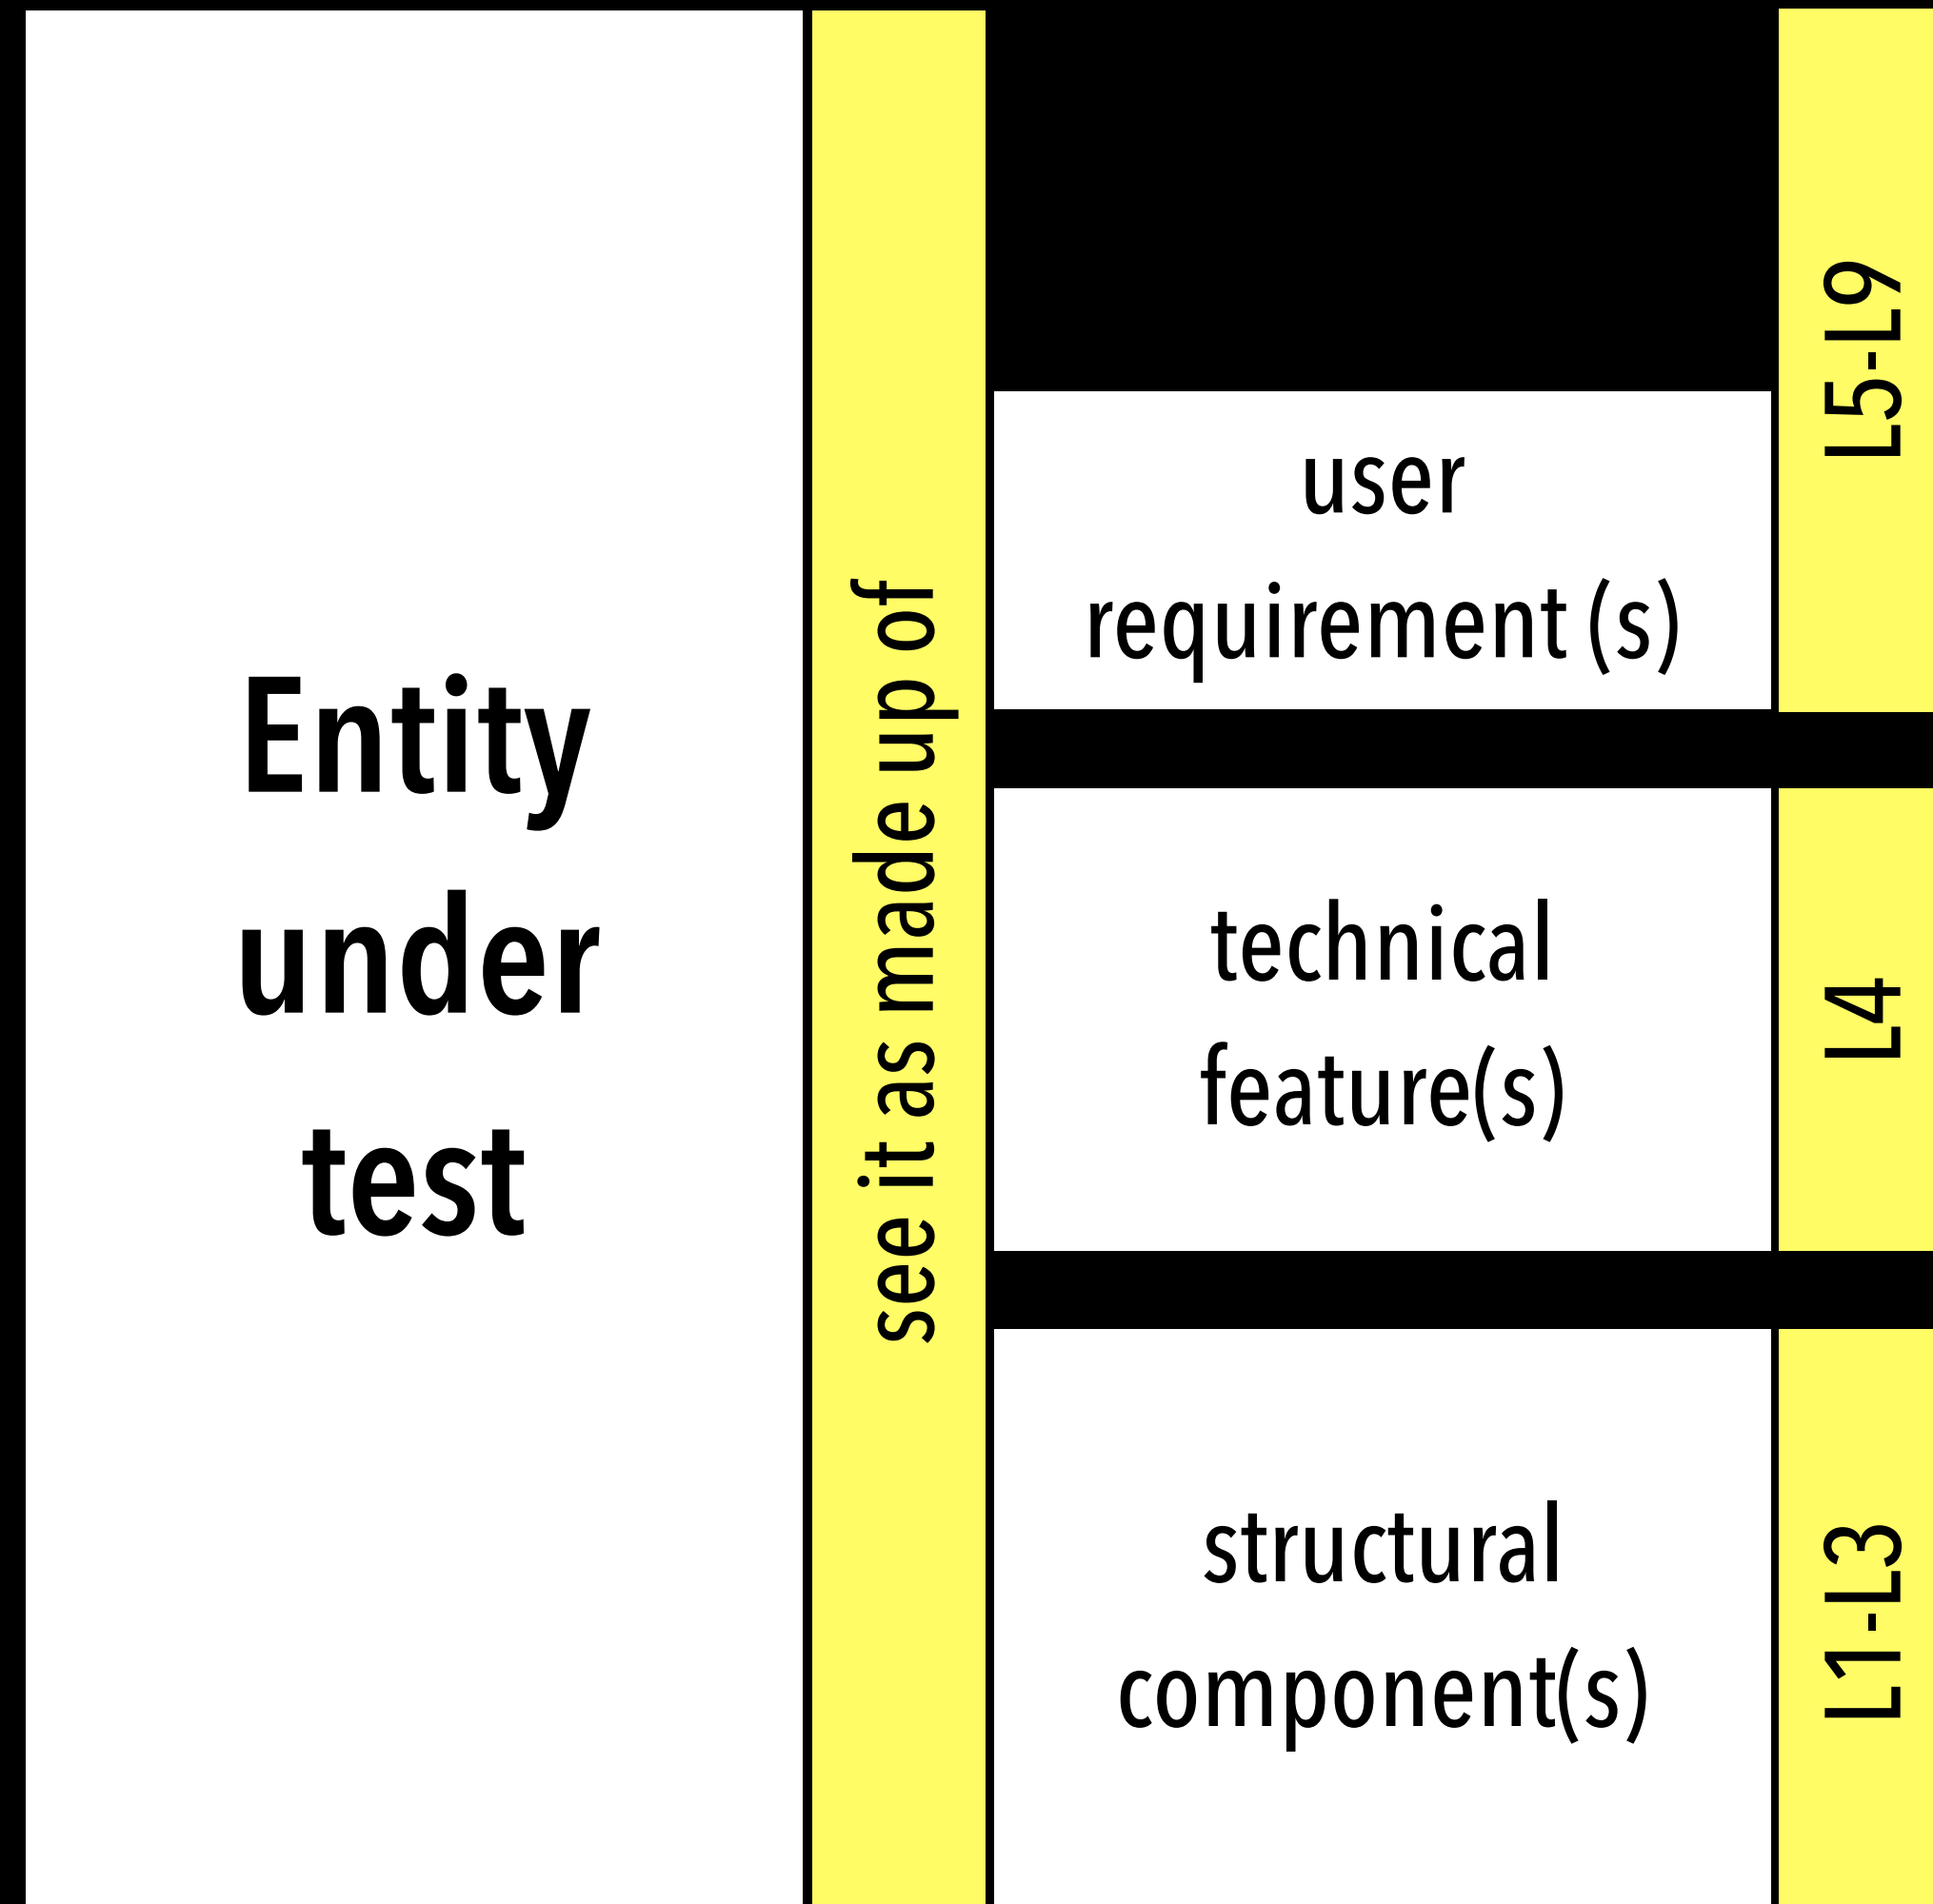 Entity
under
test
see it as made up of
user
requirement (s)
L5-L9
technical
feature(s)
L4
structural
component(s)
L1-L3